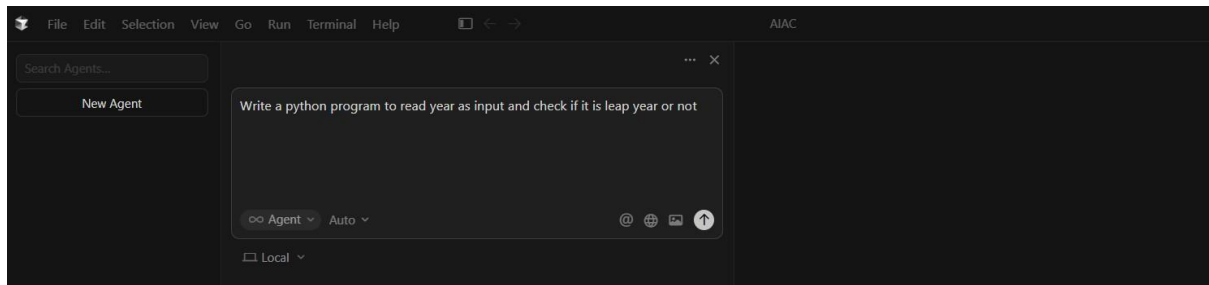 File Edit Selection View Go Run Terminal Help AIAC
Search Agents...
New Agent
Write a python program to read year as input and check if it is leap year or not
Agent Auto
Local